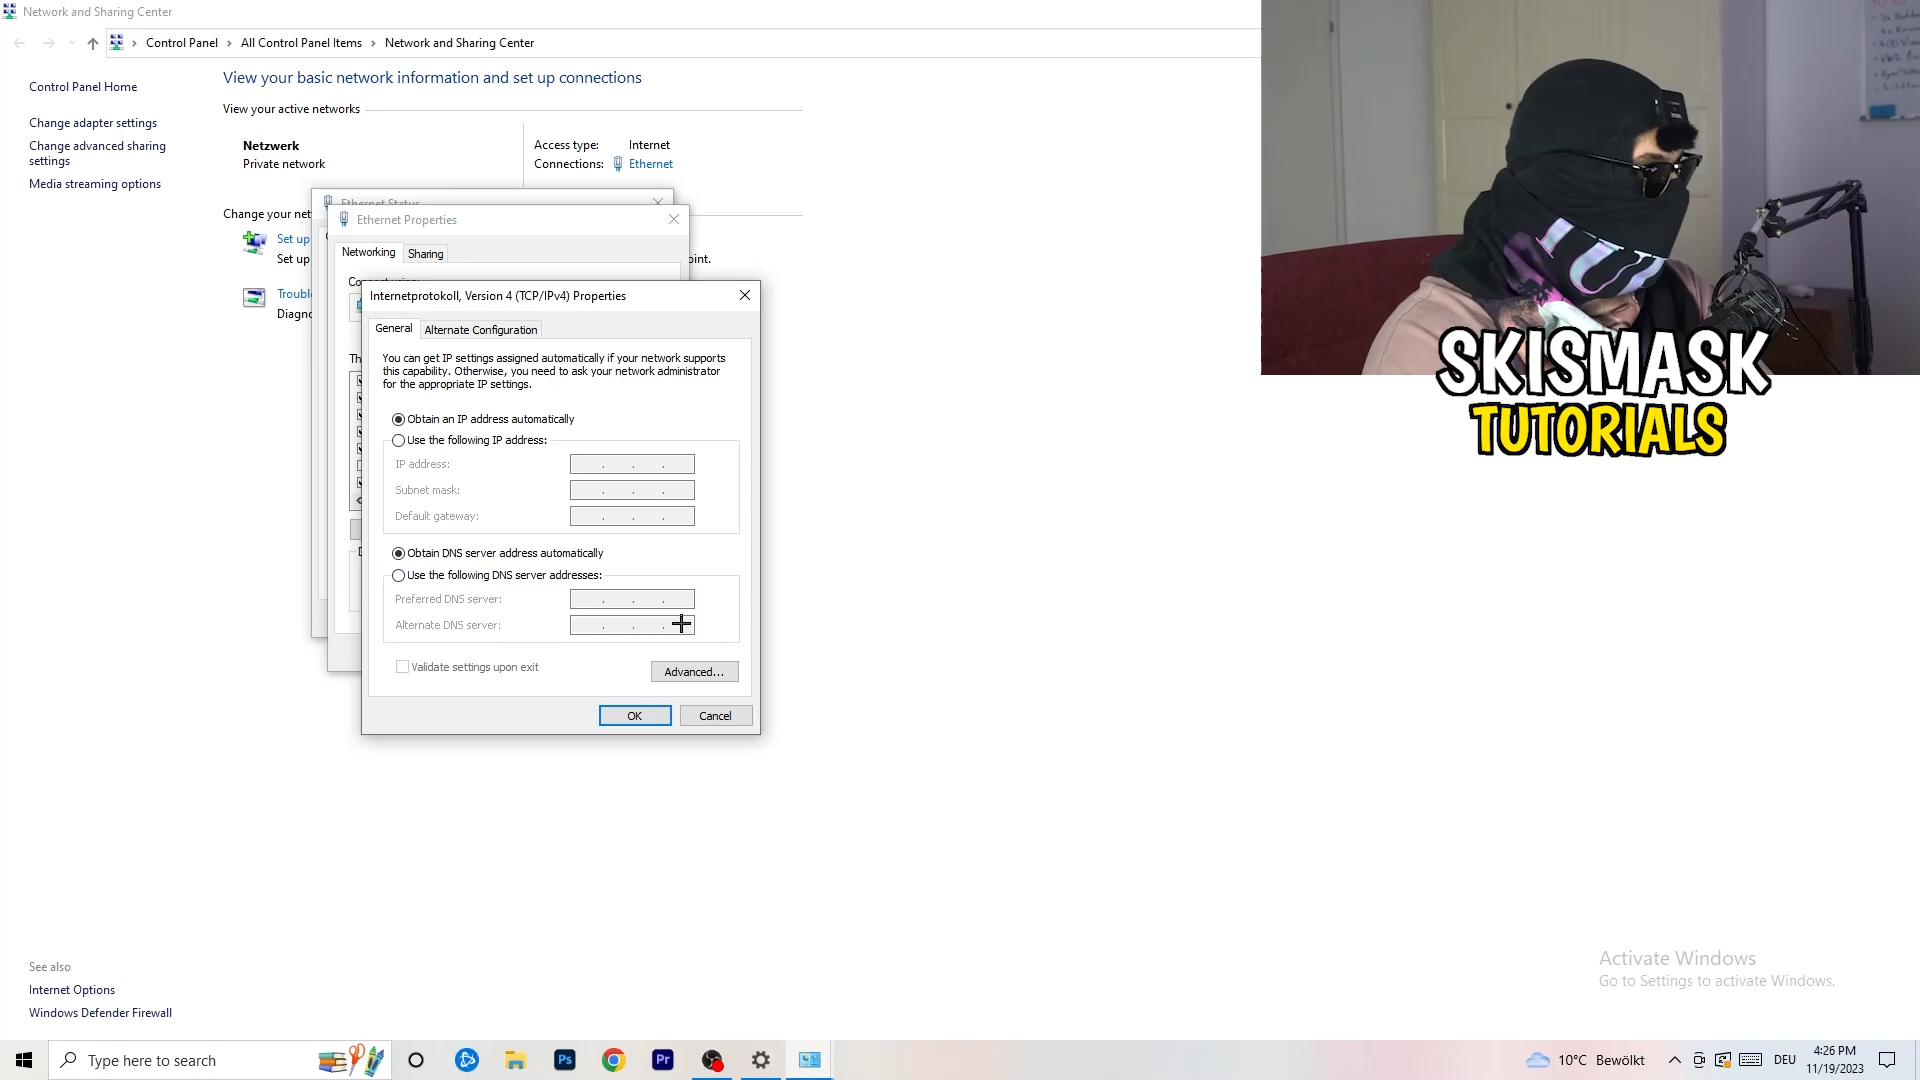 Network and Sharing Center
Control Panel > All Control Panel Items > Network and Sharing Center
Control Panel Home
Change adapter settings
Change advanced sharing
settings
Media streaming options
View your basic network information and set up connections
View your active networks
Netzwerk
Private network
Access type: Internet
Connections: Ethernet
Change your net
Set up
Set up
oint.
Troubl
Diagno
Ethernet Status
Ethernet Properties
Networking Sharing
Internetprotokoll, Version 4 (TCP/IPv4) Properties
General Alternate Configuration
You can get IP settings assigned automatically if your network supports
this capability. Otherwise, you need to ask your network administrator
for the appropriate IP settings.
Obtain an IP address automatically
Use the following IP address:
IP address: . . .
Subnet mask: . . .
Default gateway: . . .
Obtain DNS server address automatically
Use the following DNS server addresses:
Preferred DNS server: . . .
Alternate DNS server: . . .
Validate settings upon exit
Advanced...
OK Cancel
SKISMASK
TUTORIALS
See also
Internet Options
Windows Defender Firewall
Activate Windows
Go to Settings to activate Windows.
Type here to search
Ps
Pr
10°C Bewölkt
DEU
4:26 PM
11/19/2023